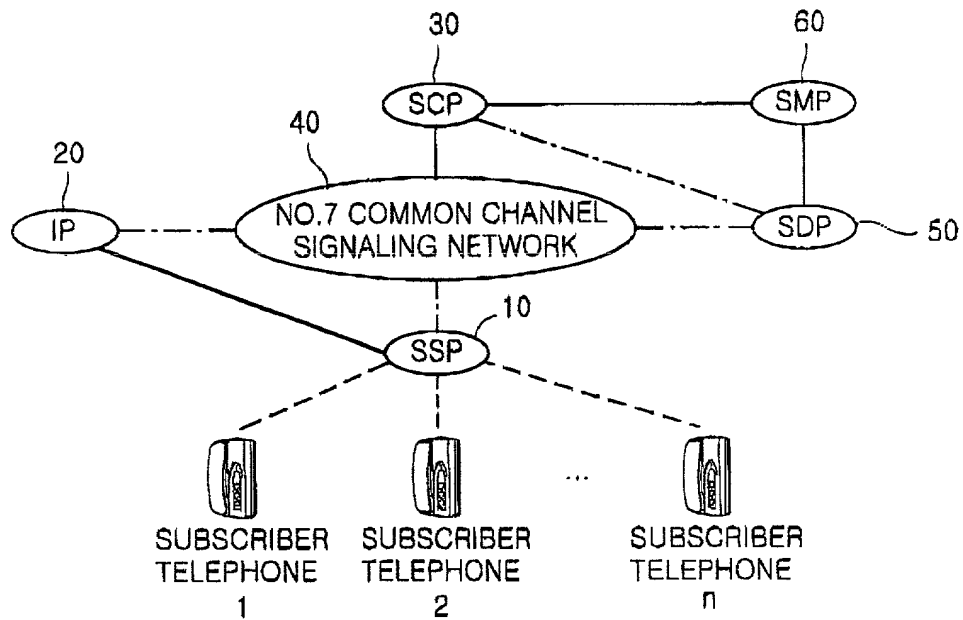 30
60
SCP
SMP
40
20
NO.7 COMMON CHANNEL
SIGNALING NETWORK
IP
SDP
50
10
SSP
...
SUBSCRIBER
TELEPHONE
1
SUBSCRIBER
TELEPHONE
2
SUBSCRIBER
TELEPHONE
n